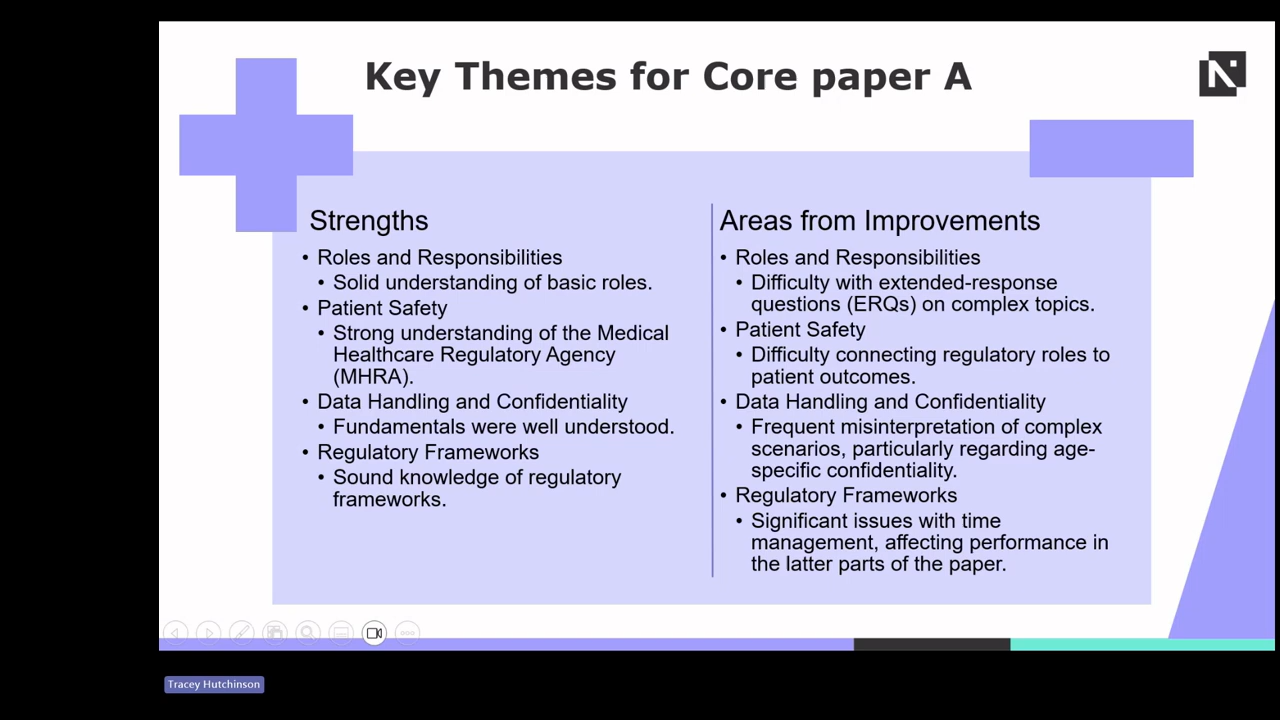 Key Themes for Core paper A
Strengths
• Roles and Responsibilities
• Solid understanding of basic roles.
• Patient Safety
• Strong understanding of the Medical
Healthcare Regulatory Agency
(MHRA).
• Data Handling and Confidentiality
• Fundamentals were well understood.
• Regulatory Frameworks
• Sound knowledge of regulatory
frameworks.
Areas from Improvements
• Roles and Responsibilities
• Difficulty with extended-response
questions (ERQs) on complex topics.
• Patient Safety
• Difficulty connecting regulatory roles to
patient outcomes.
• Data Handling and Confidentiality
• Frequent misinterpretation of complex
scenarios, particularly regarding age-
specific confidentiality.
• Regulatory Frameworks
• Significant issues with time
management, affecting performance in
the latter parts of the paper.
Tracey Hutchinson